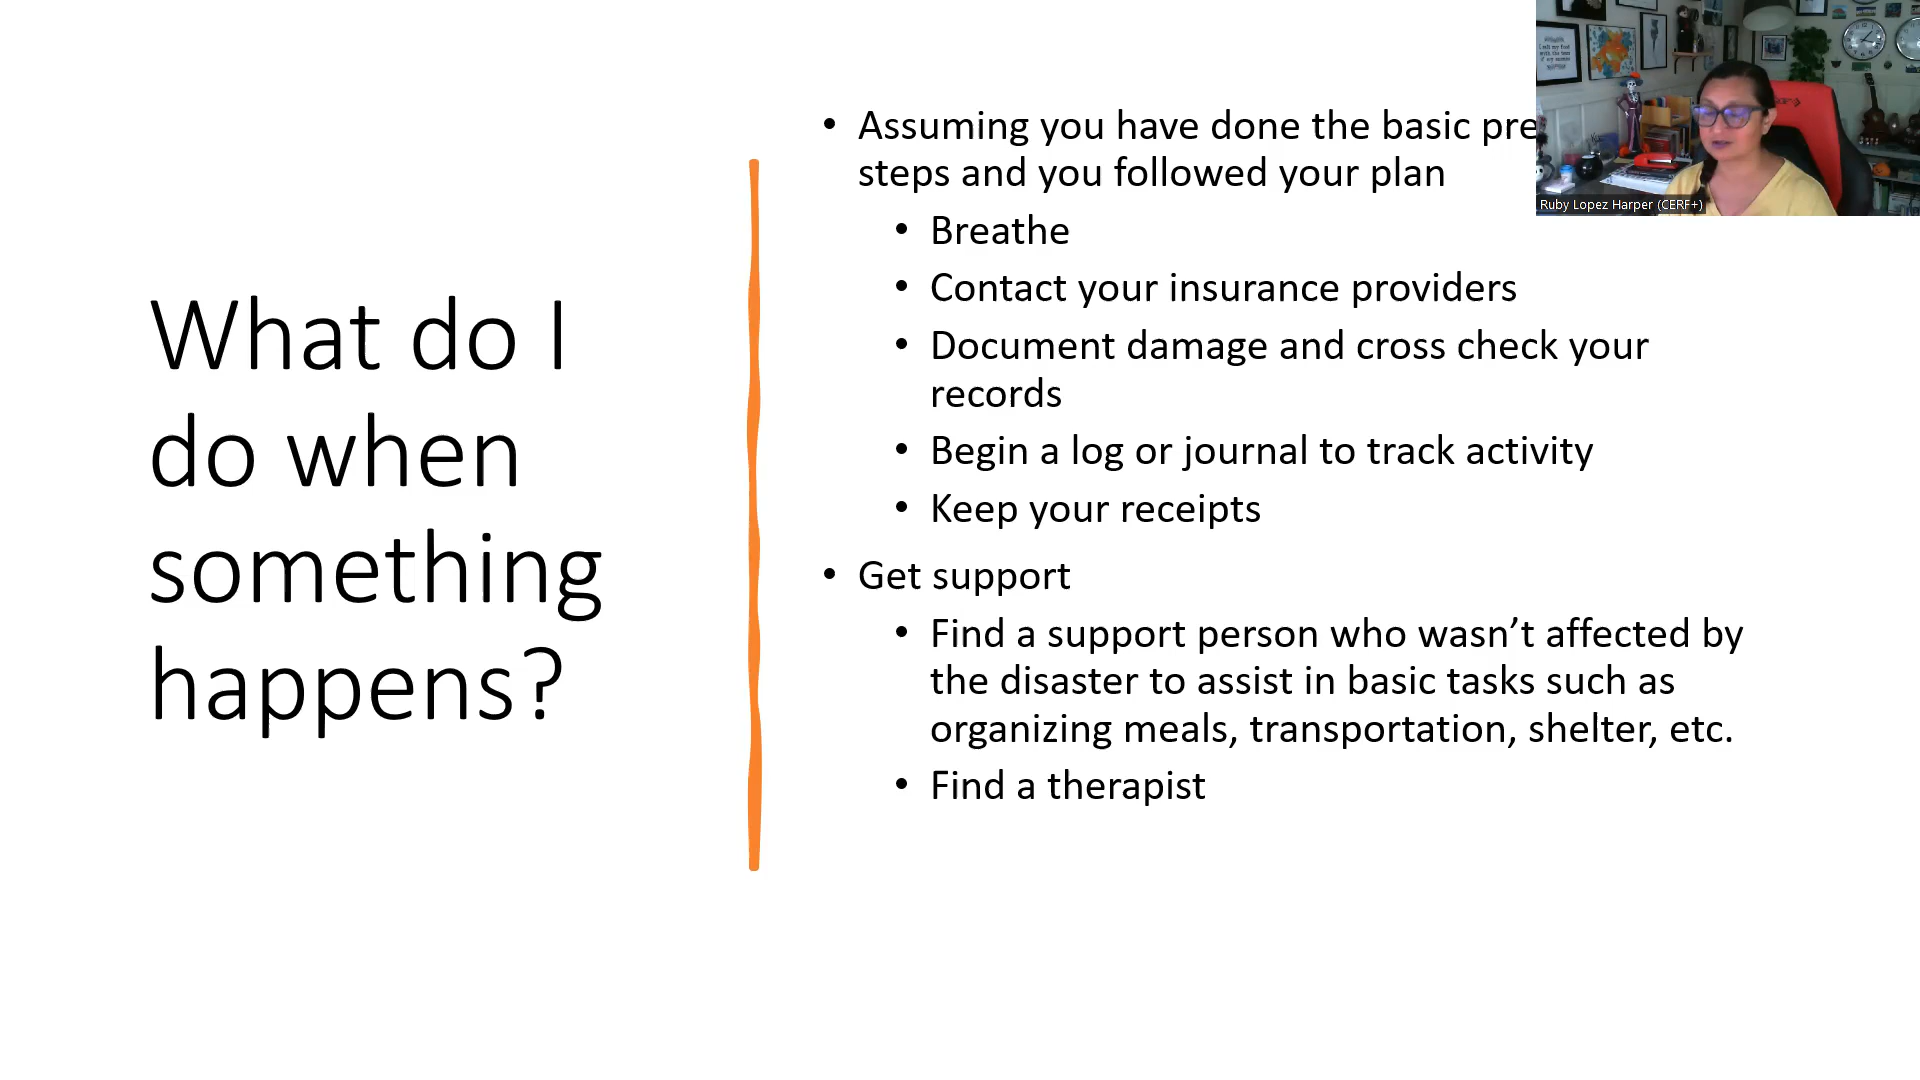 What do I
do when
something
happens?
• Assuming you have done the basic pre
steps and you followed your plan
• Breathe
• Contact your insurance providers
• Document damage and cross check your
records
• Begin a log or journal to track activity
• Keep your receipts
• Get support
• Find a support person who wasn’t affected by
the disaster to assist in basic tasks such as
organizing meals, transportation, shelter, etc.
• Find a therapist
Ruby Lopez Harper (CERF+)